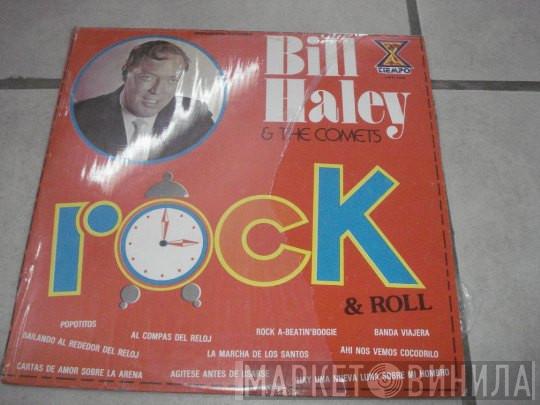 Bill
Haley
& THE COMETS
X
TIEMPO
rock
& ROLL
POPOTITOS
AL COMPAS DEL RELOJ
ROCK A-BEATIN'BOOGIE
BANDA VIAJERA
BAILANDO AL REDEDOR DEL RELOJ
LA MARCHA DE LOS SANTOS
AHI NOS VEMOS COCODRILO
CARTAS DE AMOR SOBRE LA ARENA
AGITESE ANTES DE USARSE
HAY UNA NUEVA LUNA SOBRE MI HOMBRO
МАРКЕТ ВИНИЛА